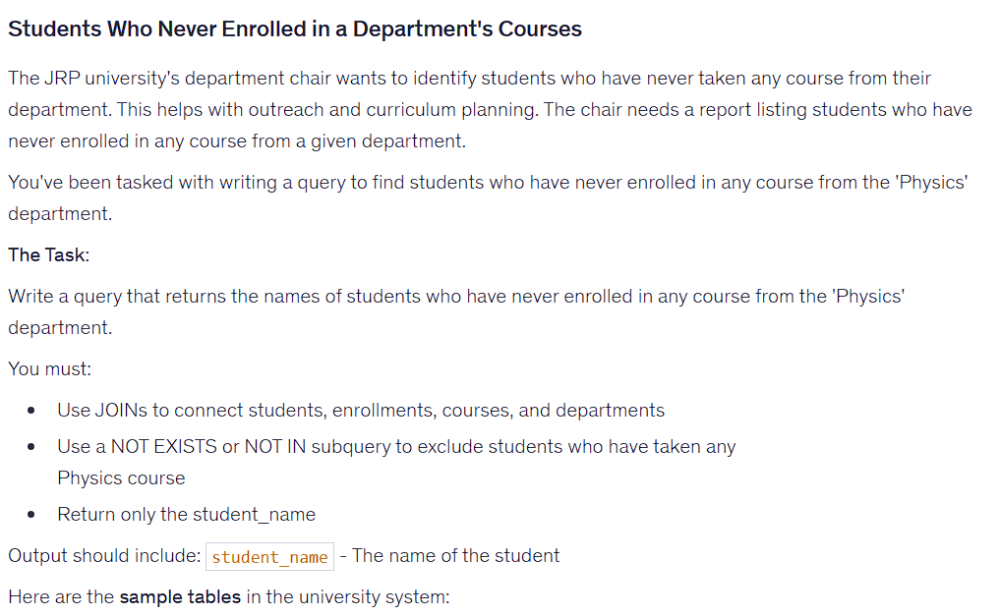 Students Who Never Enrolled in a Department's Courses
The JRP university's department chair wants to identify students who have never taken any course from their
department. This helps with outreach and curriculum planning. The chair needs a report listing students who have
never enrolled in any course from a given department.
You've been tasked with writing a query to find students who have never enrolled in any course from the 'Physics'
department.
The Task:
Write a query that returns the names of students who have never enrolled in any course from the 'Physics'
department.
You must:
• Use JOINs to connect students, enrollments, courses, and departments
• Use a NOT EXISTS or NOT IN subquery to exclude students who have taken any
Physics course
• Return only the student_name
Output should include: student_name - The name of the student
Here are the sample tables in the university system: